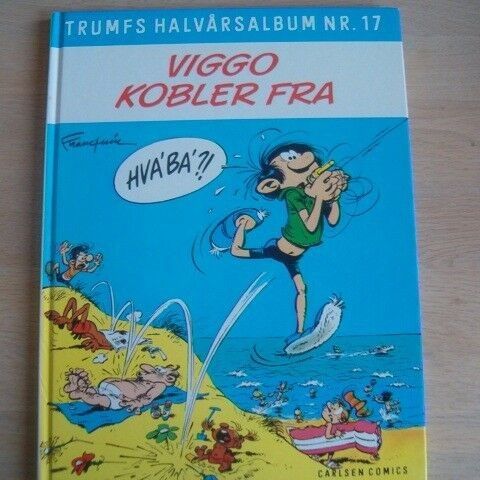 TRUMFS HALVÅRSALBUM NR. 17
VIGGO
KOBLER FRA
Franquin
HVA' BA'?!
CARLSEN COMICS